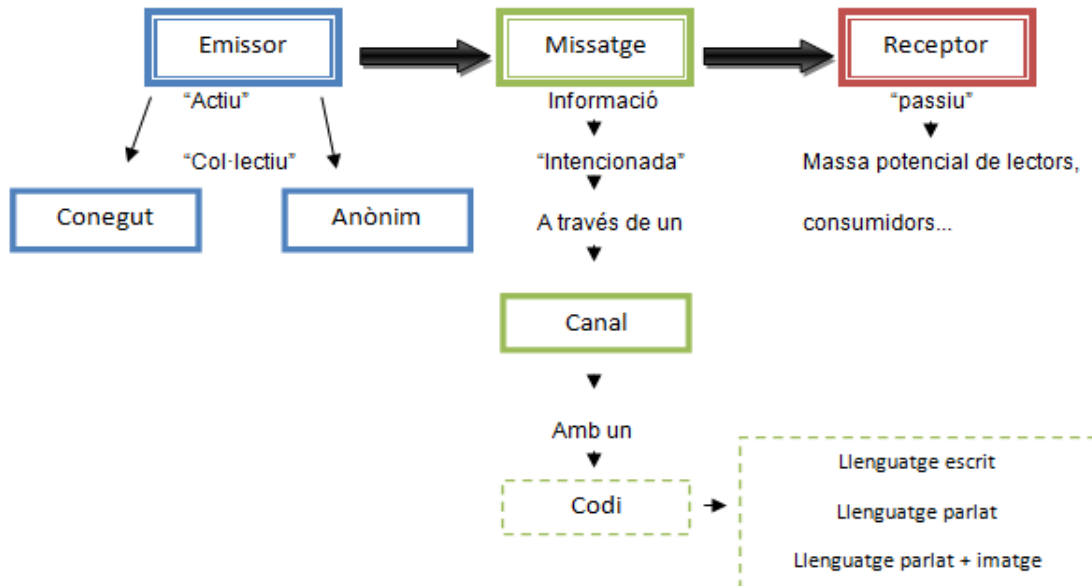 Emissor
Missatge
Receptor
“Actiu”
Informació
“passiu”
“Col·lectiu”
“Intencionada”
Massa potencial de lectors,
Conegut
Anònim
A través de un
consumidors...
Canal
Amb un
Codi
Llenguatge escrit
Llenguatge parlat
Llenguatge parlat + imatge